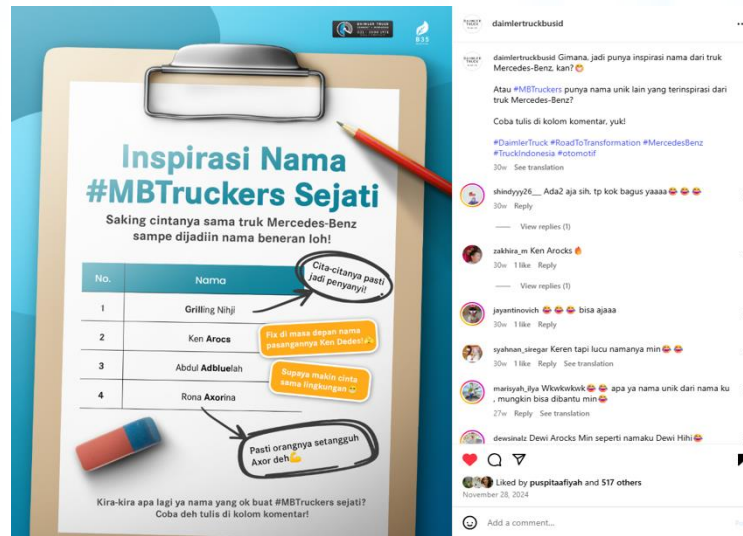 Inspirasi Nama
#MBTruckers Sejati
Saking cintanya sama truk Mercedes-Benz
sampe dijadiin nama beneran loh!
No.
Nama
Cita-citanya pasti
jadi penyanyi!
1
Grilling Nihji
2
Ken Arocs
Fix di masa depan nama
pasangannya Ken Dedes!
3
Abdul Adbluelah
Supaya makin cinta
sama lingkungan
4
Rona Axorina
Pasti orangnya setangguh
Axor deh💪
Kira-kira apa lagi ya nama yang ok buat #MBTruckers sejati?
Coba deh tulis di kolom komentar!
daimlertruckbusid
daimlertruckbusid Gimana, jadi punya inspirasi nama dari truk
Mercedes-Benz, kan?
Atau #MBTruckers punya nama unik lain yang terinspirasi dari
truk Mercedes-Benz?
Coba tulis di kolom komentar, yuk!
#DaimlerTruck #RoadToTransformation #MercedesBenz
#TruckIndonesia #otomotif
30w See translation
shindyyy26__ Ada2 aja sih, tp kok bagus yaaaa😂 😂 😂
30w Reply
View replies (1)
zakhira_m Ken Arocks 🔥
30w 1 like Reply
View replies (1)
jayantinovich 😂 😂 😂 bisa ajaaa
30w 1 like Reply
syahnan_siregar Keren tapi lucu namanya min😂 😂
30w 1 like Reply See translation
marisyah_ilya Wkwkwkwk😂 😂 apa ya nama unik dari nama ku
, mungkin bisa dibantu min😂
27w Reply See translation
dewsinalz Dewi Arocks Min seperti namaku Dewi Hihi😂
Liked by puspitaafiyah and 517 others
November 28, 2024
Add a comment...